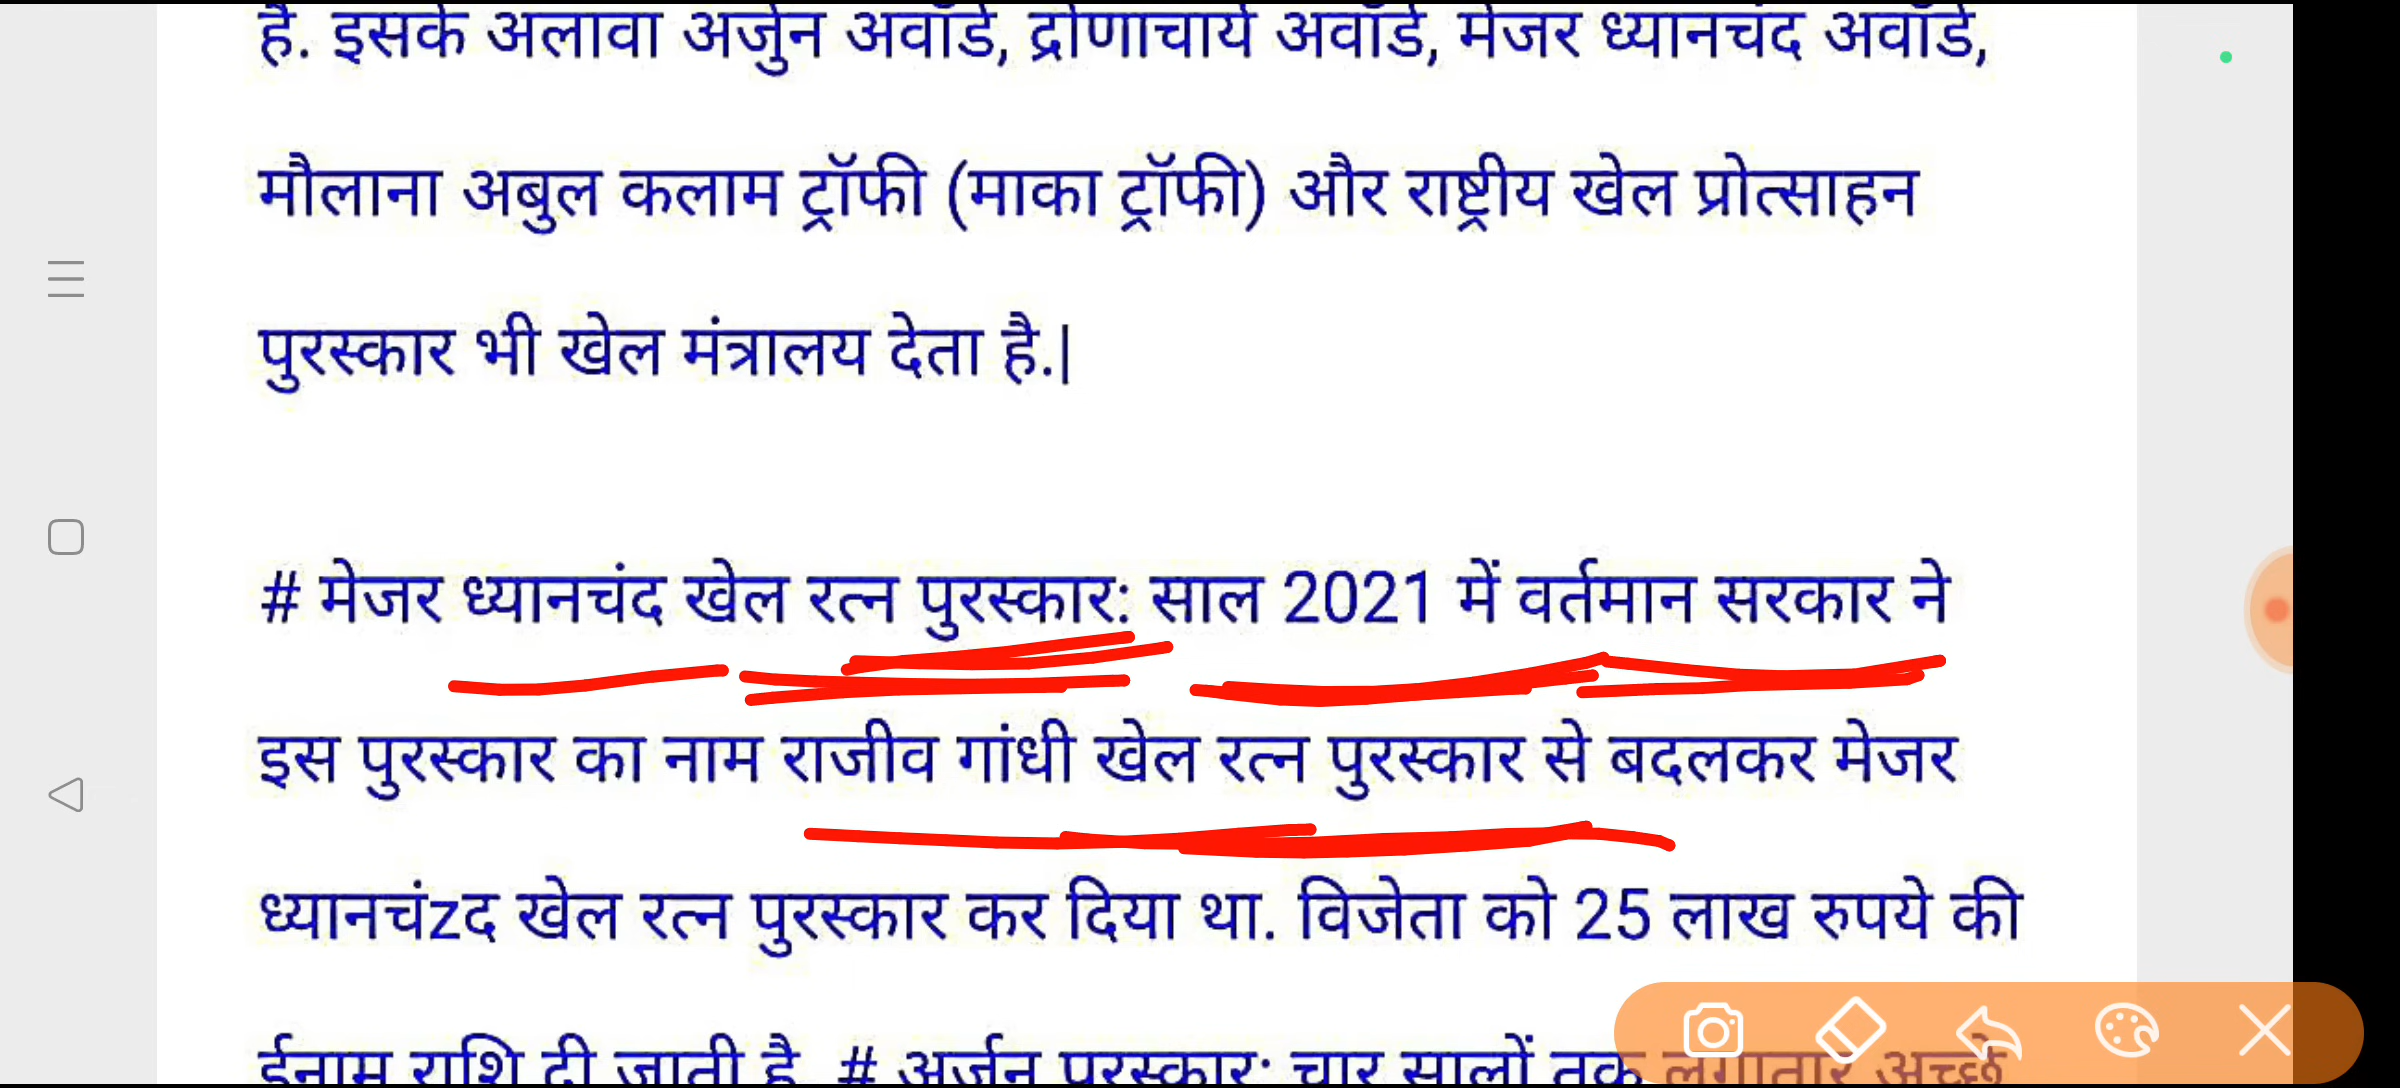 है. इसके अलावा अर्जुन अवॉर्ड, द्रोणाचार्य अवॉर्ड, मेजर ध्यानचंद अवॉर्ड,
मौलाना अबुल कलाम ट्रॉफी (माका ट्रॉफी) और राष्ट्रीय खेल प्रोत्साहन
पुरस्कार भी खेल मंत्रालय देता है.|
# मेजर ध्यानचंद खेल रत्न पुरस्कार: साल 2021 में वर्तमान सरकार ने
इस पुरस्कार का नाम राजीव गांधी खेल रत्न पुरस्कार से बदलकर मेजर
ध्यानचंzद खेल रत्न पुरस्कार कर दिया था. विजेता को 25 लाख रुपये की
ईनाम राशि दी जाती है. # अर्जुन पुरस्कार: चार सालों तक लगातार अच्छे